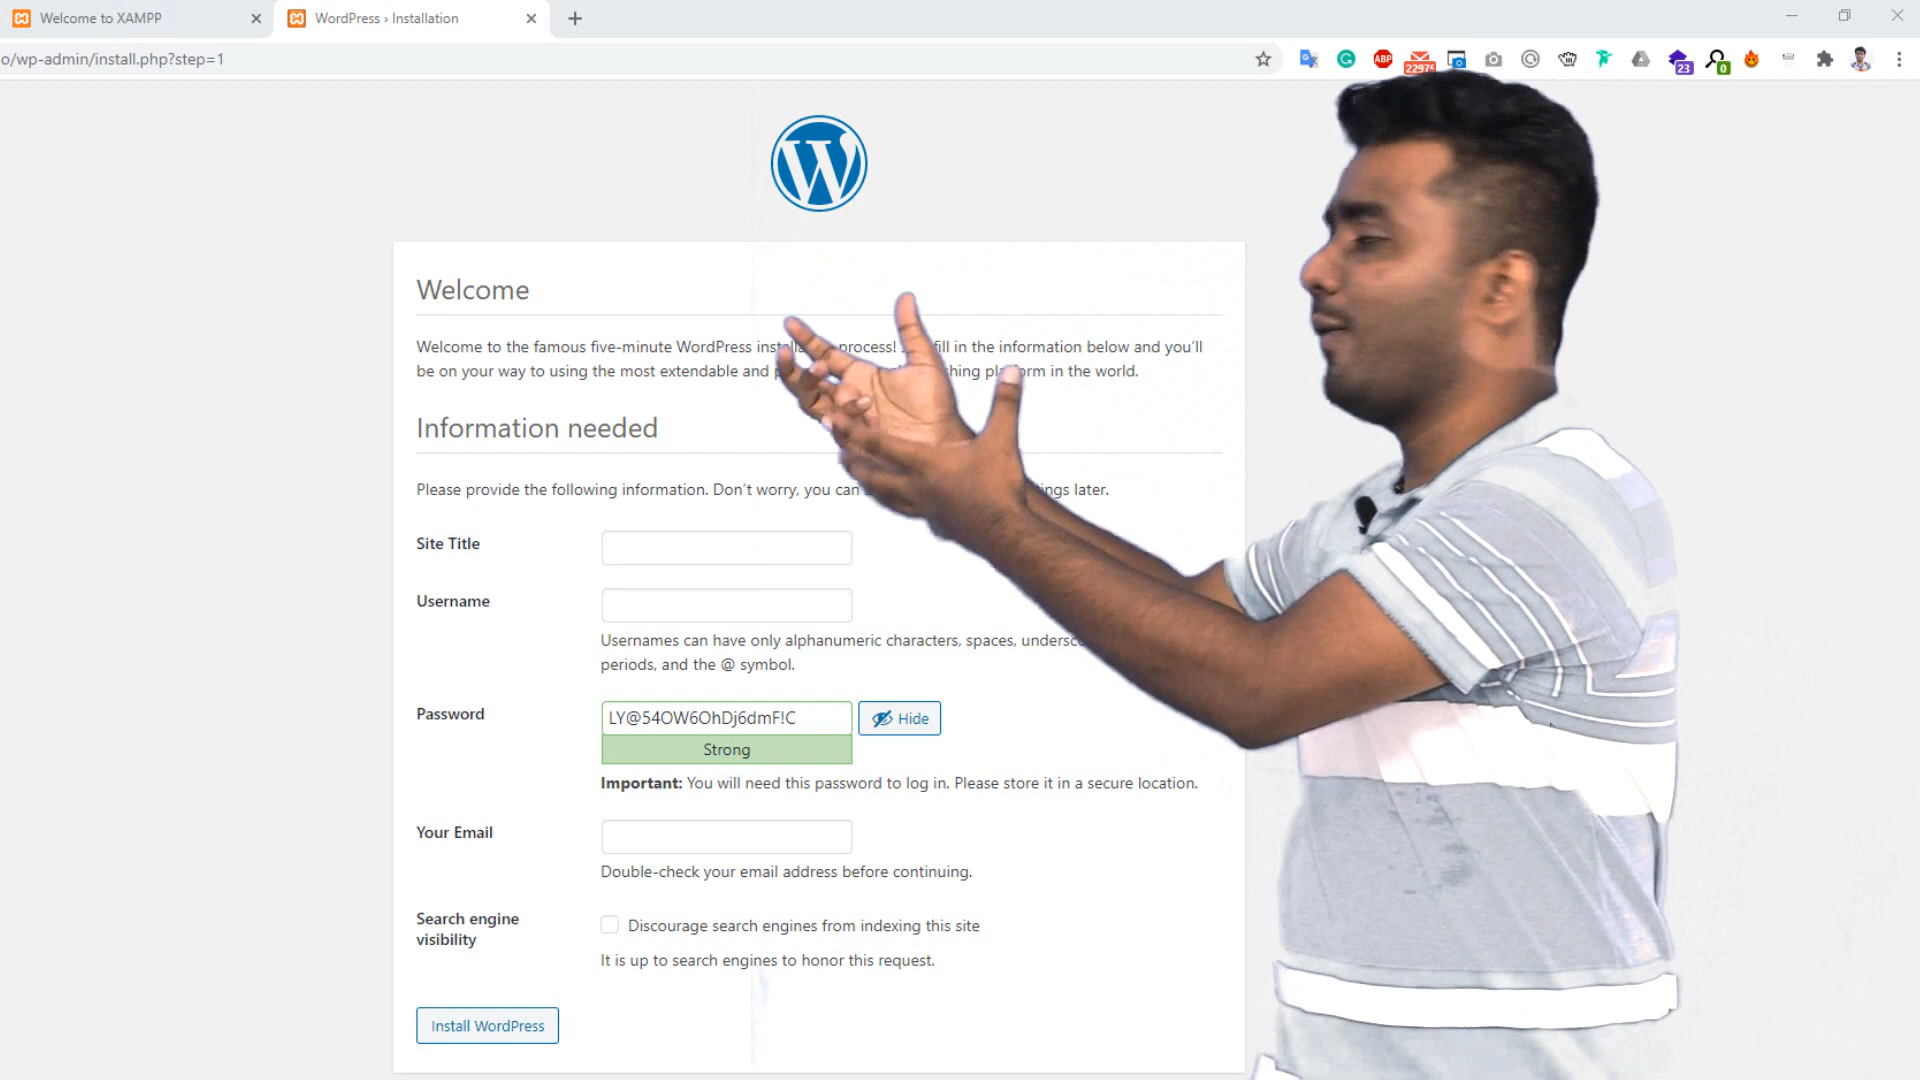 Welcome to XAMPP
WordPress › Installation
o/wp-admin/install.php?step=1
23
0
ABP
W
Welcome
Welcome to the famous five-minute WordPress process! fill in the information below and you’ll
be on your way to using the most extendable and in the world.
Information needed
Please provide the following information. Don’t worry, you can later.
Site Title
Username
Usernames can have only alphanumeric characters, spaces,
periods, and the @ symbol.
Password
LY@54OW6OhDj6dmF!C
Hide
Strong
Important: You will need this password to log in. Please store it in a secure location.
Your Email
Double-check your email address before continuing.
Search engine
visibility
Discourage search engines from indexing this site
It is up to search engines to honor this request.
Install WordPress